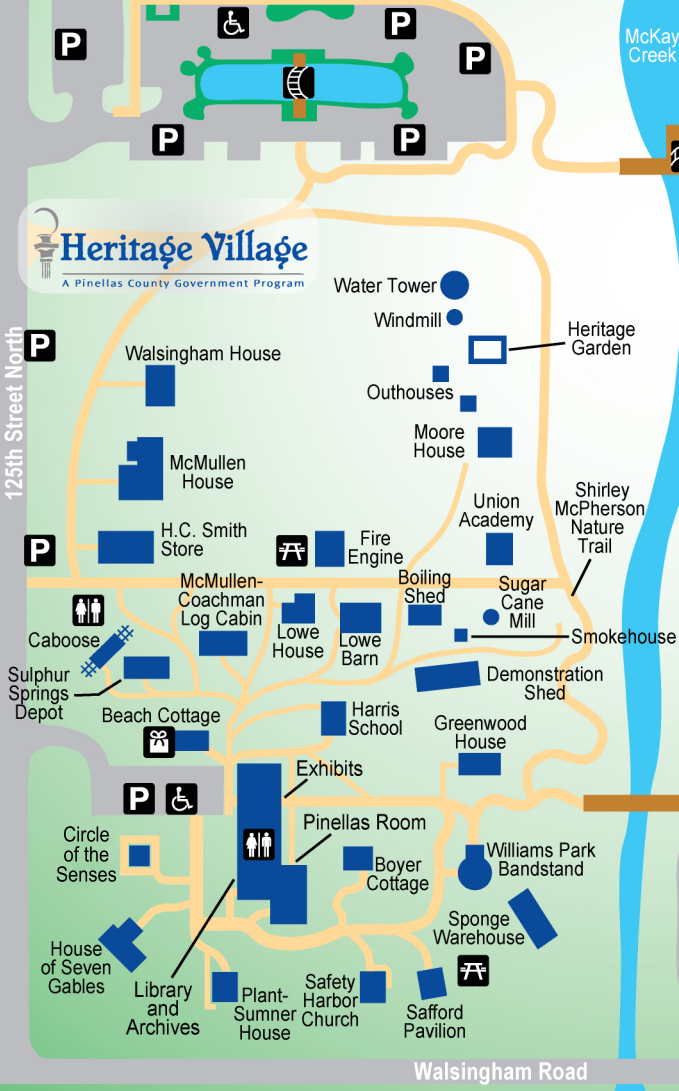 P
P
McKay
Creek
P
P
P
Heritage Village
A Pinellas County Government Program
Water Tower
Windmill
Heritage
Garden
125th Street North
P
Walsingham House
Outhouses
Moore
House
McMullen
House
Union
Academy
Shirley
McPherson
Nature
Trail
P
H.C. Smith
Store
Fire
Engine
McMullen-
Coachman
Log Cabin
Boiling
Shed
Sugar
Cane
Mill
Caboose
Lowe
House
Lowe
Barn
Smokehouse
Sulphur
Springs
Depot
Demonstration
Shed
Beach Cottage
Harris
School
Greenwood
House
Exhibits
P
Pinellas Room
Circle
of the
Senses
Boyer
Cottage
Williams Park
Bandstand
Sponge
Warehouse
House
of Seven
Gables
Library
and
Archives
Plant-
Sumner
House
Safety
Harbor
Church
Safford
Pavilion
Walsingham Road